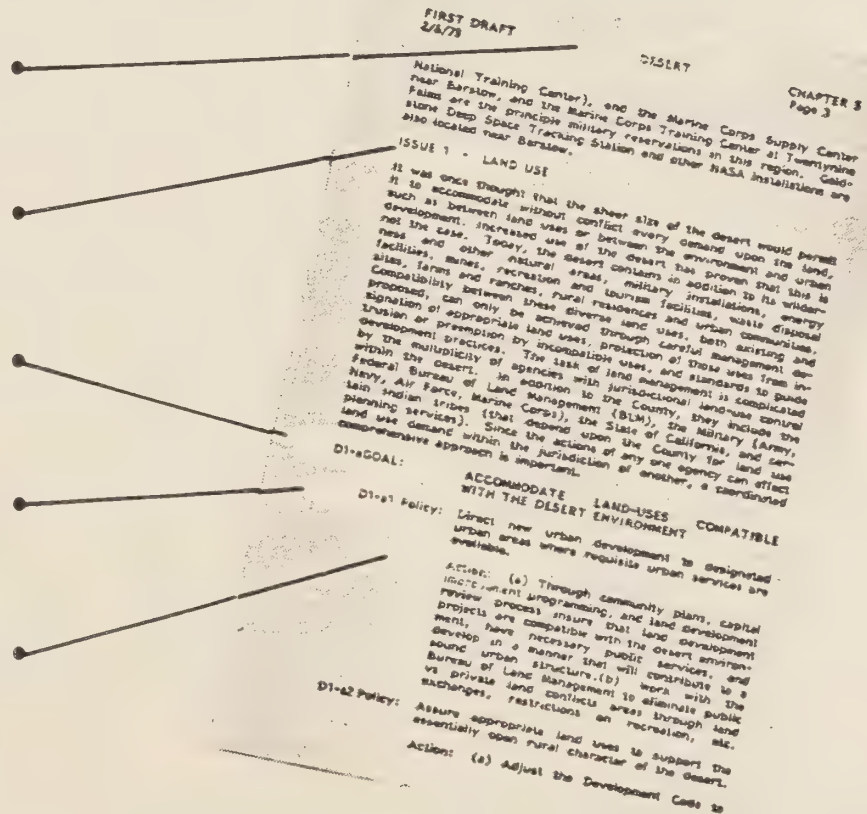 FIRST DRAFT
2/6/79
DESERT
CHAPTER 5
Page 3
National Training Center), and the Marine Corps Supply Center
near Barstow, and the Marine Corps Training Center at Twentynine
Palms are the principle military reservations in this region. Gold-
stone Deep Space Tracking Station and other NASA installations are
also located near Barstow.
ISSUE 1 - LAND USE
It was once thought that the sheer size of the desert would permit
it to accommodate without conflict every demand upon the land,
such as between land uses or between the environment and urban
development. Increased use of the desert has proven that this is
not the case. Today, the desert contains in addition to its wilder-
ness and other natural areas, military installations, energy
facilities, mines, recreation and tourism facilities, waste disposal
sites, farms and ranches, rural residences and urban communities.
Compatibility between these diverse land uses, both existing and
proposed, can only be achieved through careful management de-
signation of appropriate land uses, protection of those uses from in-
trusion or preemption by incompatible uses, and standards to guide
development practices. The task of land management is complicated
by the multiplicity of agencies with jurisdictional land-use control
within the desert. In addition to the County, they include the
Federal Bureau of Land Management (BLM), the Military (Army,
Navy, Air Force, Marine Corps), the State of California, and cer-
tain Indian tribes (that depend upon the County for land use
planning services). Since the actions of any one agency can effect
land use demand within the jurisdiction of another, a coordinated
comprehensive approach is important.
D1-aGOAL:
ACCOMMODATE LAND-USES COMPATIBLE
WITH THE DESERT ENVIRONMENT
D1-a1 Policy: Direct new urban development to designated
urban areas where requisite urban services are
available.
Action: (a) Through community plans, capital
improvement programming, and land development
review process insure that land development
projects are compatible with the desert environ-
ment, have necessary public services, and
develop in a manner that will contribute to a
sound urban structure.(b) work with the
Bureau of Land Management to eliminate public
vs private land conflicts areas through land
exchanges, restrictions on recreation, etc.
D1-a2 Policy: Assure appropriate land uses to support the
essentially open rural character of the desert.
Action: (a) Adjust the Development Code to